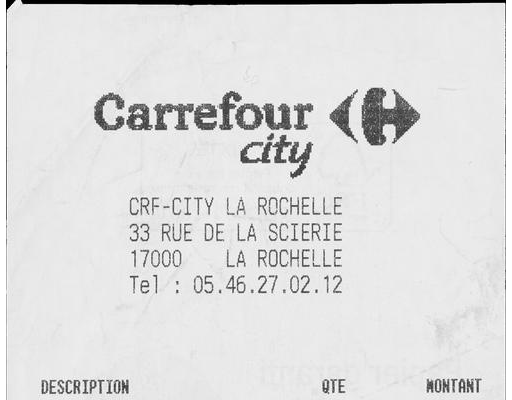 Carrefour
city
CRF-CITY LA ROCHELLE
33 RUE DE LA SCIERIE
17000 LA ROCHELLE
Tel : 05.46.27.02.12
DESCRIPTION QTE MONTANT